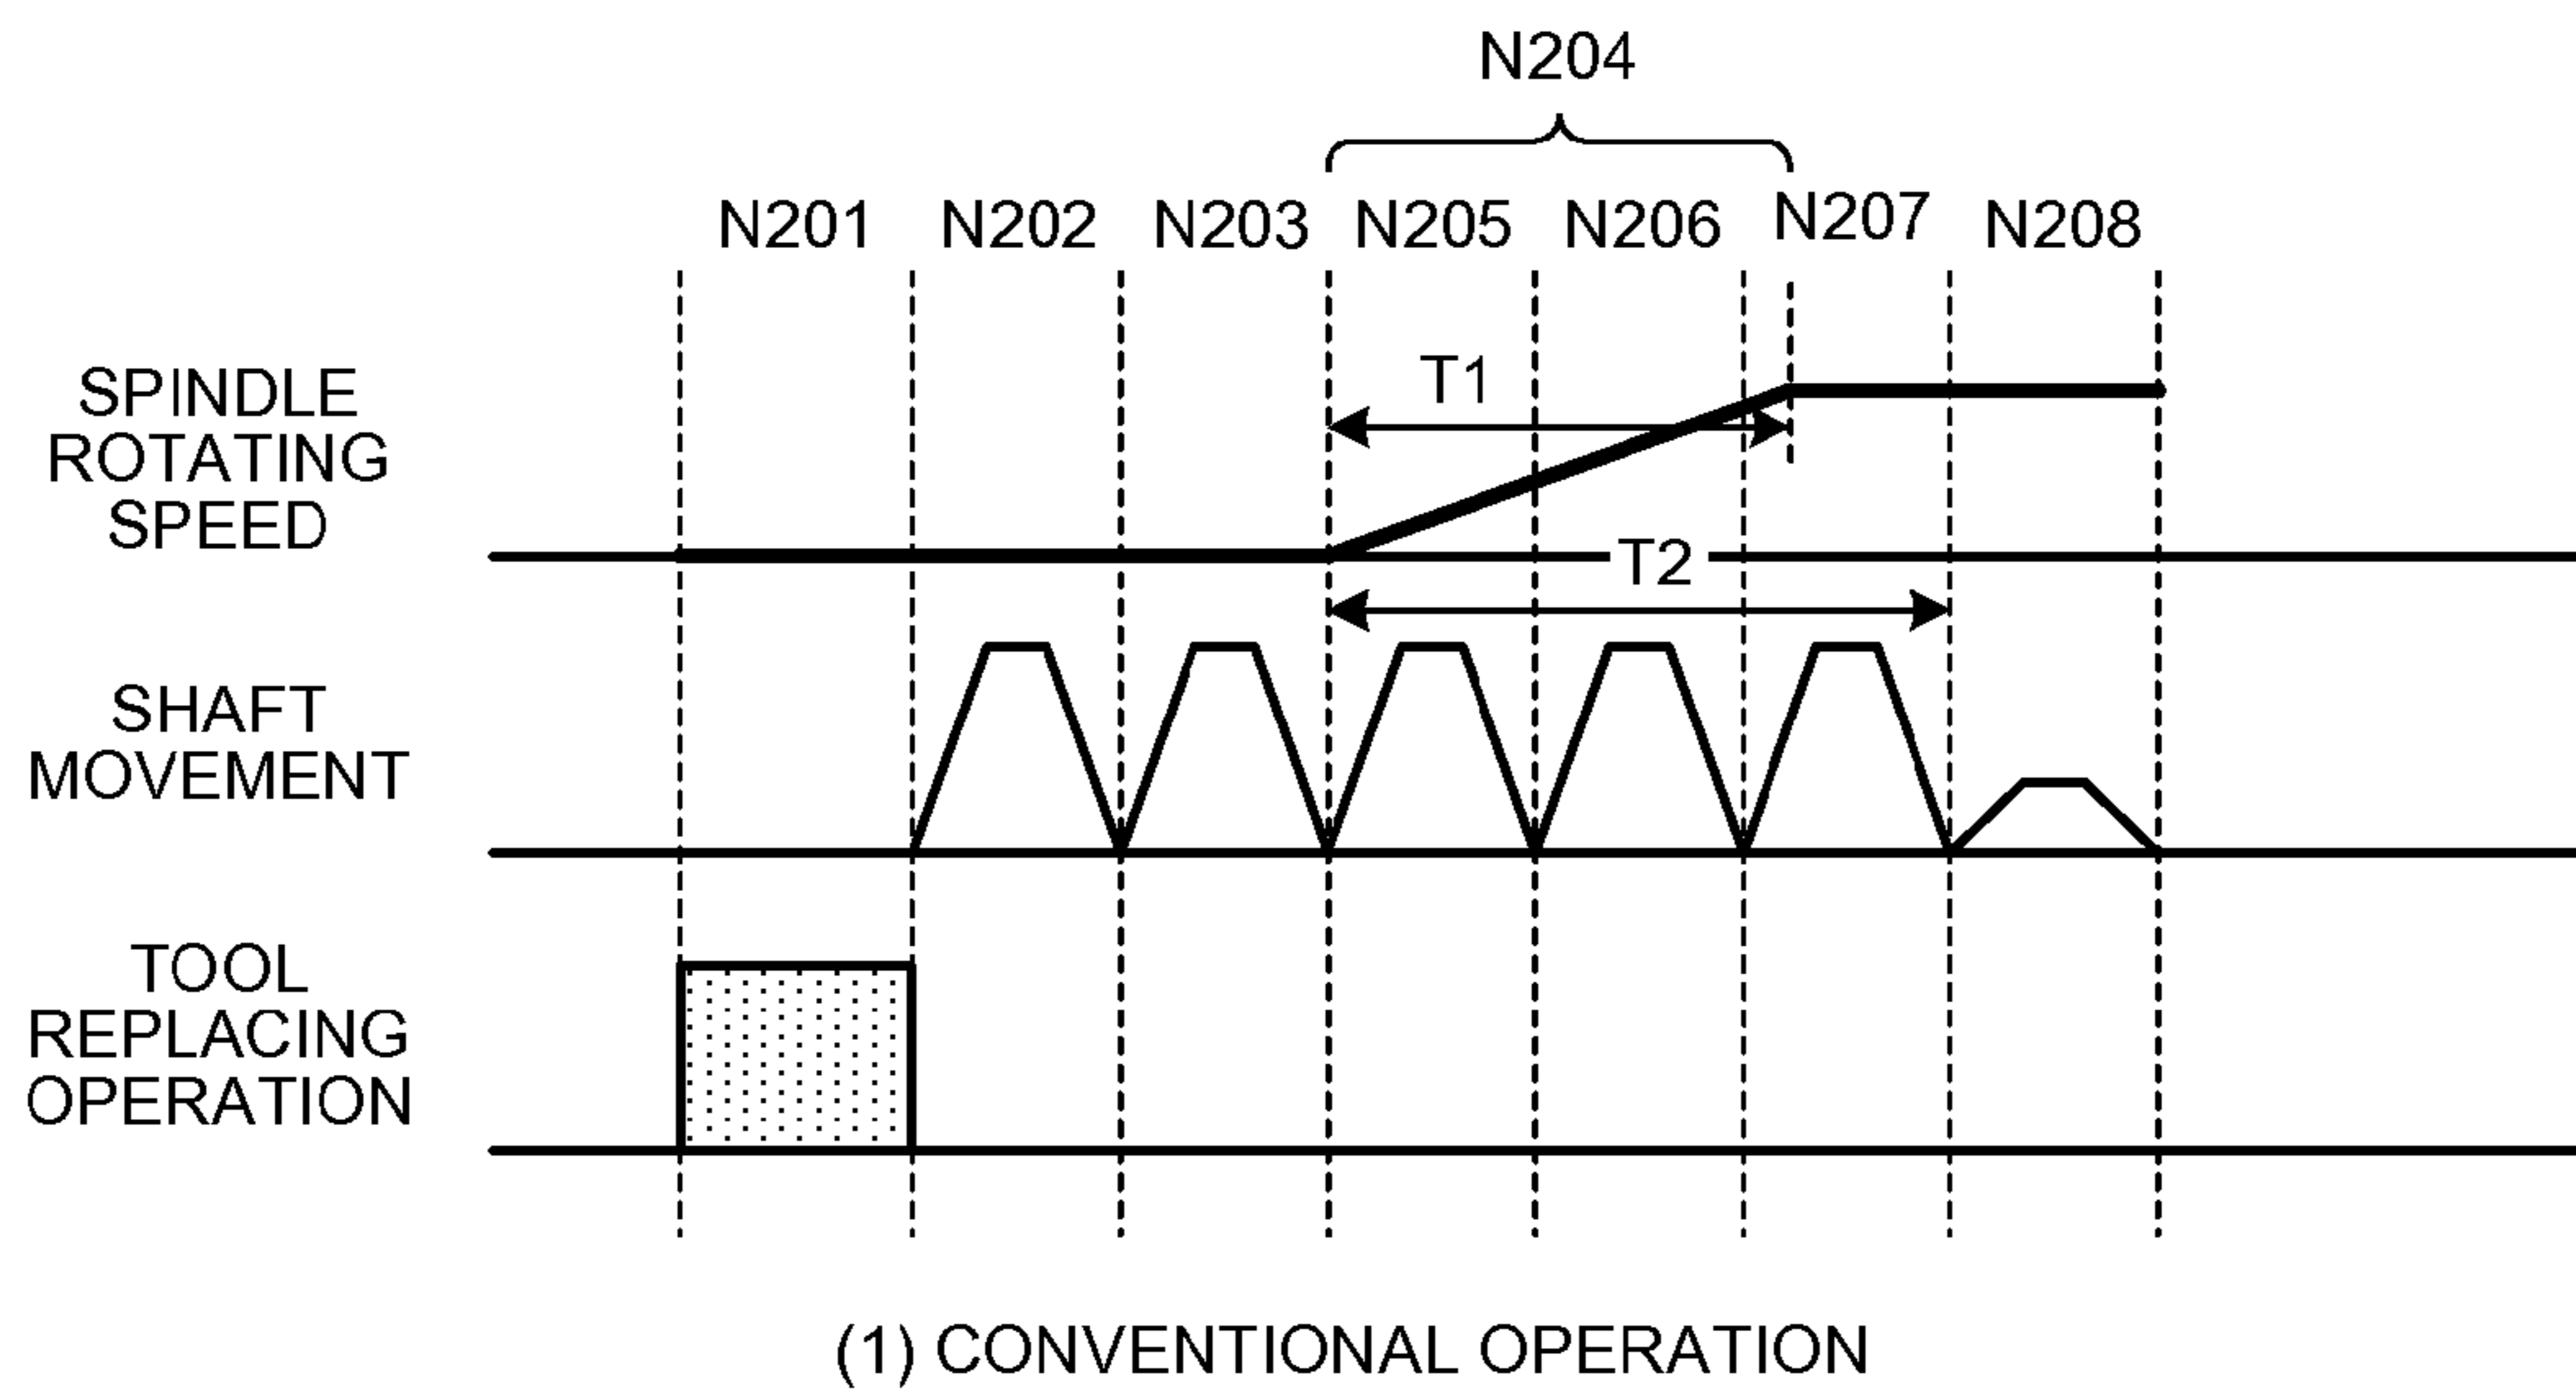 N204
N201 N202 N203 N205 N206 N207 N208
SPINDLE
ROTATING
SPEED
T1
T2
SHAFT
MOVEMENT
TOOL
REPLACING
OPERATION
(1) CONVENTIONAL OPERATION